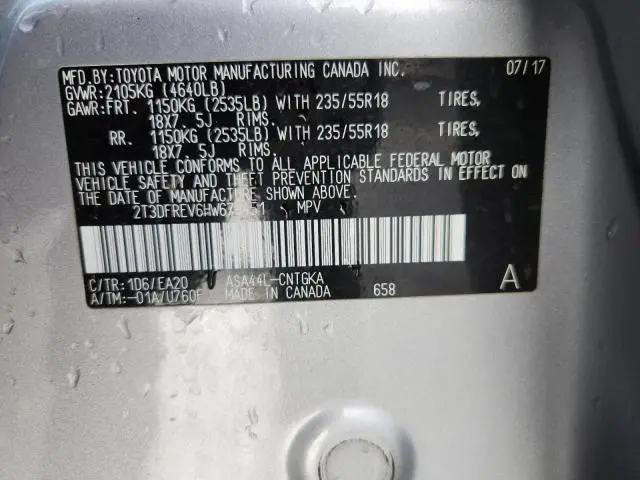 MFD.BY:TOYOTA MOTOR MANUFACTURING CANADA INC. 07/17
GVWR:2105KG (4640LB)
GAWR:FRT. 1150KG (2535LB) WITH 235/55R18 TIRES,
18X7.5J RIMS.
RR. 1150KG (2535LB) WITH 235/55R18 TIRES,
18X7.5J RIMS.
THIS VEHICLE CONFORMS TO ALL APPLICABLE FEDERAL MOTOR
VEHICLE SAFETY AND THEFT PREVENTION STANDARDS IN EFFECT ON
THE DATE OF MANUFACTURE SHOWN ABOVE.
MPV
C/TR:1D6/EA20 ASA44L-CNTGKA
A/TM:-01A/U760F MADE IN CANADA 658 A